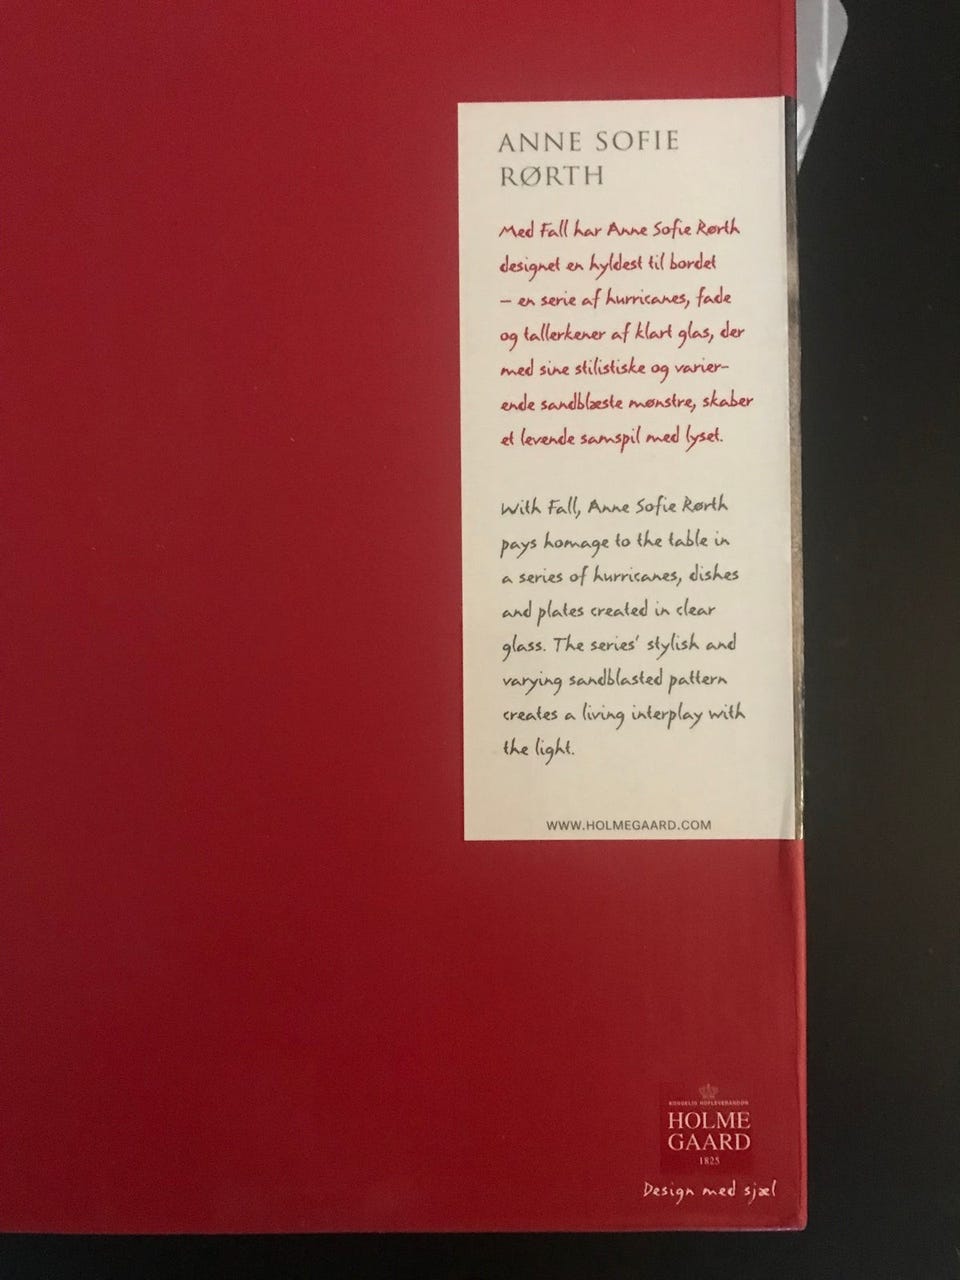 ANNE SOFIE
RØRTH
Med Fall har Anne Sofie Rørth
designet en hyldest til bordet
– en serie af hurricanes, fade
og tallerkener af klart glas, der
med sine stilistiske og varier-
ende sandblæste mønstre, skaber
et levende samspil med lyset.
With Fall, Anne Sofie Rørth
pays homage to the table in
a series of hurricanes, dishes
and plates created in clear
glass. The series' stylish and
varying sandblasted pattern
creates a living interplay with
the light.
WWW.HOLMEGAARD.COM
KONGELIG HOFLEVERANDØR
HOLME
GAARD
1825
Design med sjæl